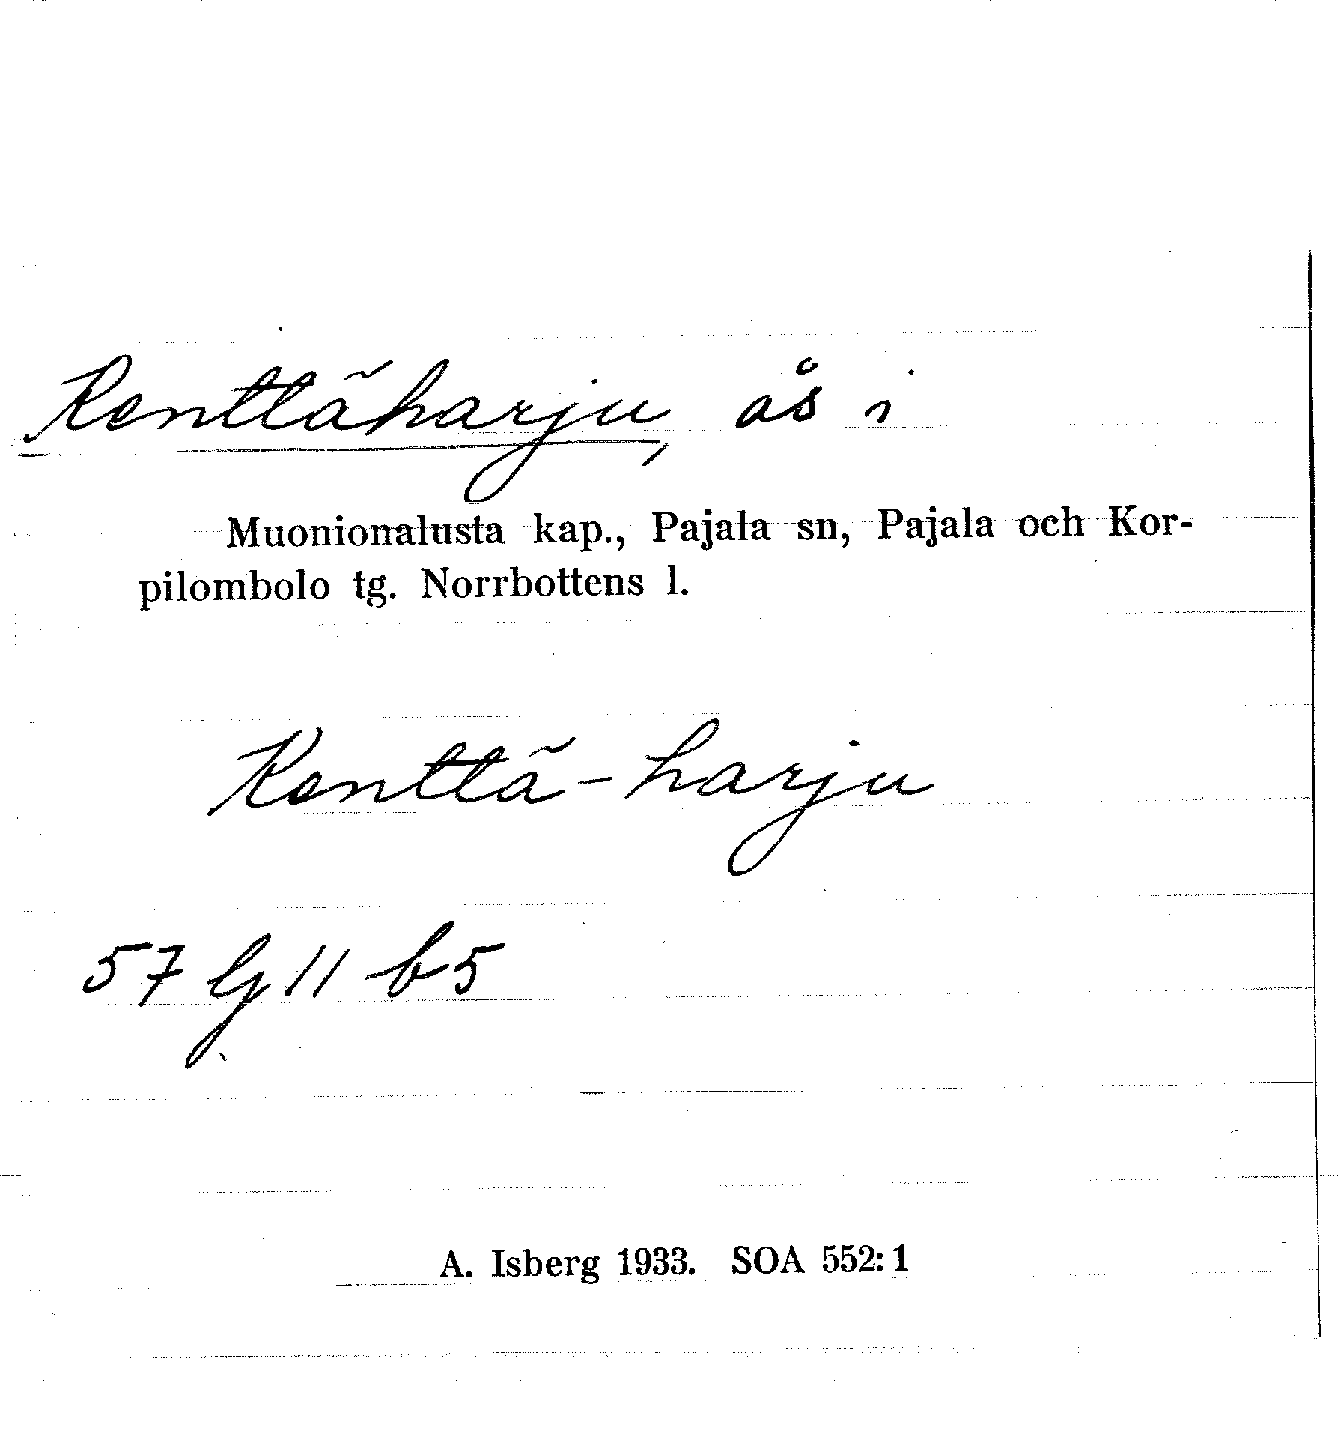 Kenttäharju, ås i
Muonionalusta kap., Pajala sn, Pajala och Kor-
pilombolo tg. Norrbottens l.
Kenttä-harju
57 G 11 b5
A. Isberg 1933. SOA 552:1